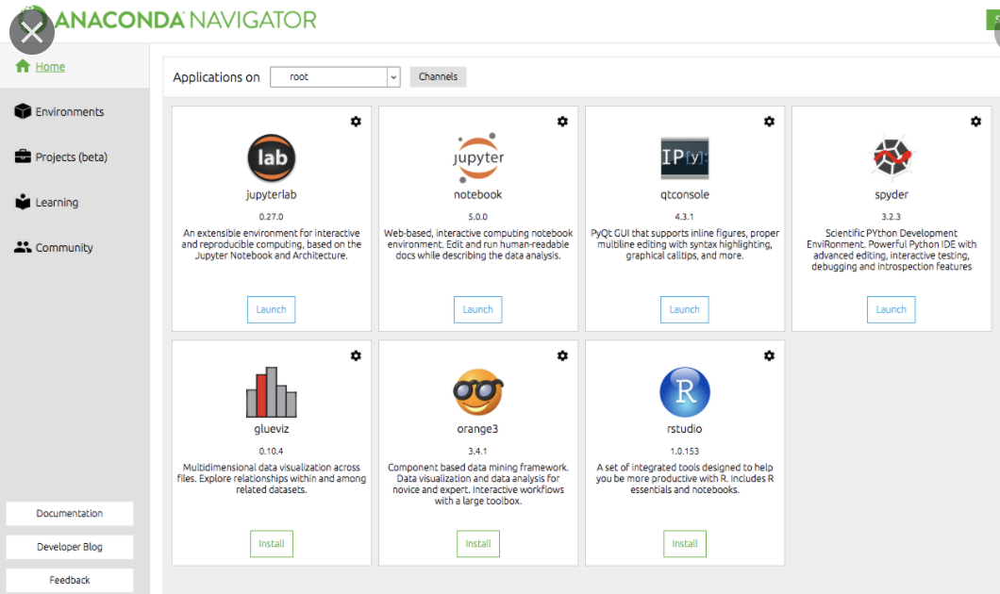 ANACONDA NAVIGATOR
Home
Environments
Projects (beta)
Learning
Community
Documentation
Developer Blog
Feedback
Applications on root Channels
lab
jupyterlab
0.27.0
An extensible environment for interactive
and reproducible computing, based on the
Jupyter Notebook and Architecture.
Launch
jupyter
notebook
5.0.0
Web-based, interactive computing notebook
environment. Edit and run human-readable
docs while describing the data analysis.
Launch
IP[y]:
qtconsole
4.3.1
PyQt GUI that supports inline figures, proper
multiline editing with syntax highlighting,
graphical calltips, and more.
Launch
spyder
3.2.3
Scientific PYthon Development
EnviRonment. Powerful Python IDE with
advanced editing, interactive testing,
debugging and introspection features
Launch
glueviz
0.10.4
Multidimensional data visualization across
files. Explore relationships within and among
related datasets.
Install
orange3
3.4.1
Component based data mining framework.
Data visualization and data analysis for
novice and expert. Interactive workflows
with a large toolbox.
Install
R
rstudio
1.0.153
A set of integrated tools designed to help
you be more productive with R. Includes R
essentials and notebooks.
Install